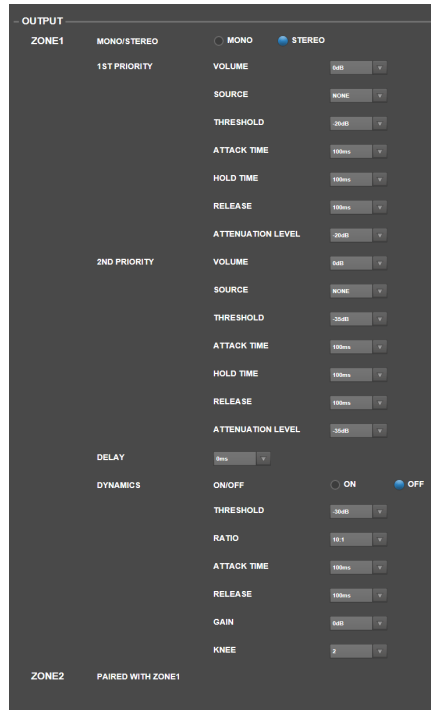 OUTPUT
ZONE1 MONO/STEREO MONO STEREO
1ST PRIORITY VOLUME 0dB
SOURCE NONE
THRESHOLD -20dB
ATTACK TIME 100ms
HOLD TIME 100ms
RELEASE 100ms
ATTENUATION LEVEL -20dB
2ND PRIORITY VOLUME 0dB
SOURCE NONE
THRESHOLD -35dB
ATTACK TIME 100ms
HOLD TIME 100ms
RELEASE 100ms
ATTENUATION LEVEL -35dB
DELAY 0ms
DYNAMICS ON/OFF ON OFF
THRESHOLD -30dB
RATIO 10:1
ATTACK TIME 100ms
RELEASE 100ms
GAIN 0dB
KNEE 2
ZONE2 PAIRED WITH ZONE1